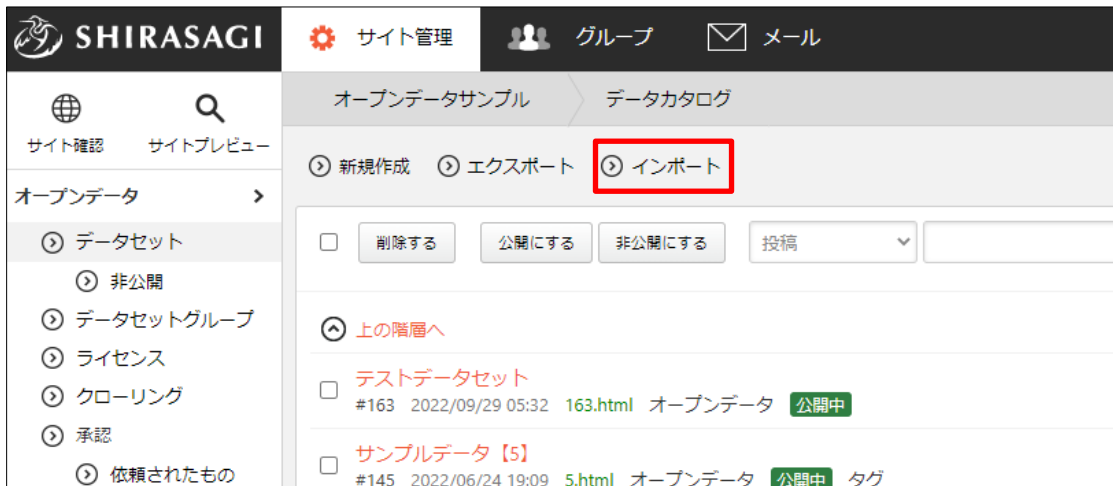 SHIRASAGI
サイト管理 グループ メール
サイト確認 サイトプレビュー
オープンデータ
データセット
非公開
データセットグループ
ライセンス
クローリング
承認
依頼されたもの
オープンデータサンプル データカタログ
新規作成 エクスポート インポート
削除する 公開にする 非公開にする 投稿
上の階層へ
テストデータセット
#163 2022/09/29 05:32 163.html オープンデータ 公開中
サンプルデータ【5】
#145 2022/06/24 19:09 5.html オープンデータ 公開中 タグ